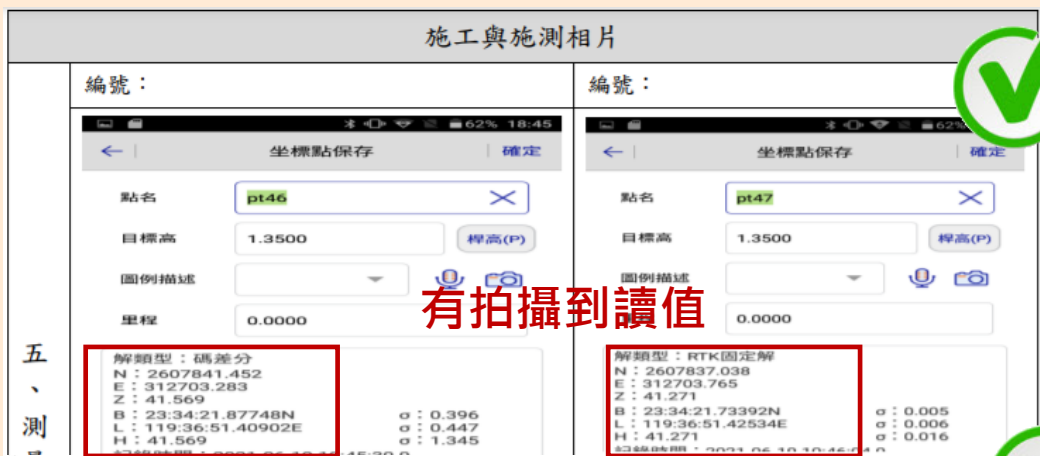 施工與施測相片
編號：
編號：
62% 18:45
坐標點保存
確定
點名
pt46
目標高
1.3500
桿高(P)
圖例描述
里程
0.0000
解類型：碼差分
N：2607841.452
E：312703.283
Z：41.569
B：23:34:21.87748N
σ：0.396
L：119:36:51.40902E
σ：0.447
H：41.569
σ：1.345
62%
坐標點保存
確定
點名
pt47
目標高
1.3500
桿高(P)
圖例描述
0.0000
解類型：RTK固定解
N：2607837.038
E：312703.765
Z：41.271
B：23:34:21.73392N
σ：0.005
L：119:36:51.42534E
σ：0.006
H：41.271
σ：0.016
有拍攝到讀值
五
、
測